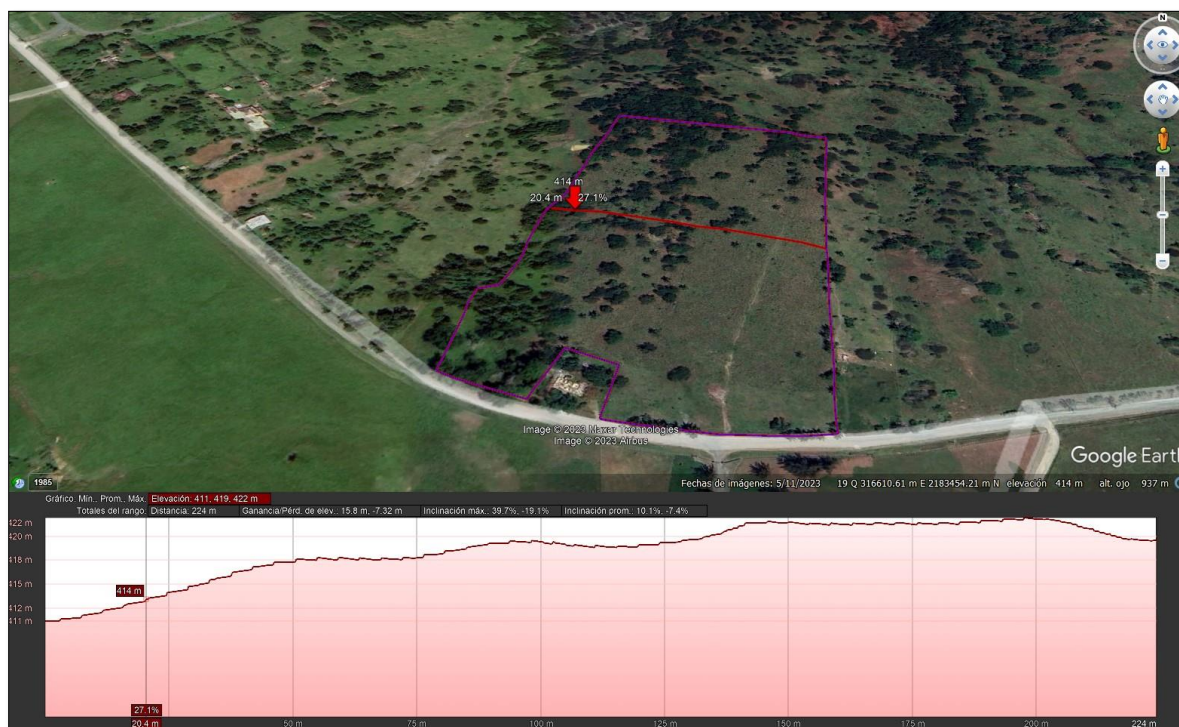 N
414 m
20.4 m 27.1%
Image © 2023 Maxar Technologies
Image © 2023 Airbus
Google Earth
1985
Fechas de imágenes: 5/11/2023 19 Q 316610.61 m E 2183454.21 m N elevación 414 m alt. ojo 937 m
Gráfico: Mín., Prom., Máx. Elevación: 411, 419, 422 m
Totales del rango: Distancia: 224 m Ganancia/Pérd. de elev.: 15.8 m, -7.32 m Inclinación máx.: 39.7%, -19.1% Inclinación prom.: 10.1%, -7.4%
422 m
420 m
418 m
415 m
414 m
412 m
411 m
27.1%
20.4 m 50 m 75 m 100 m 125 m 150 m 175 m 200 m 224 m